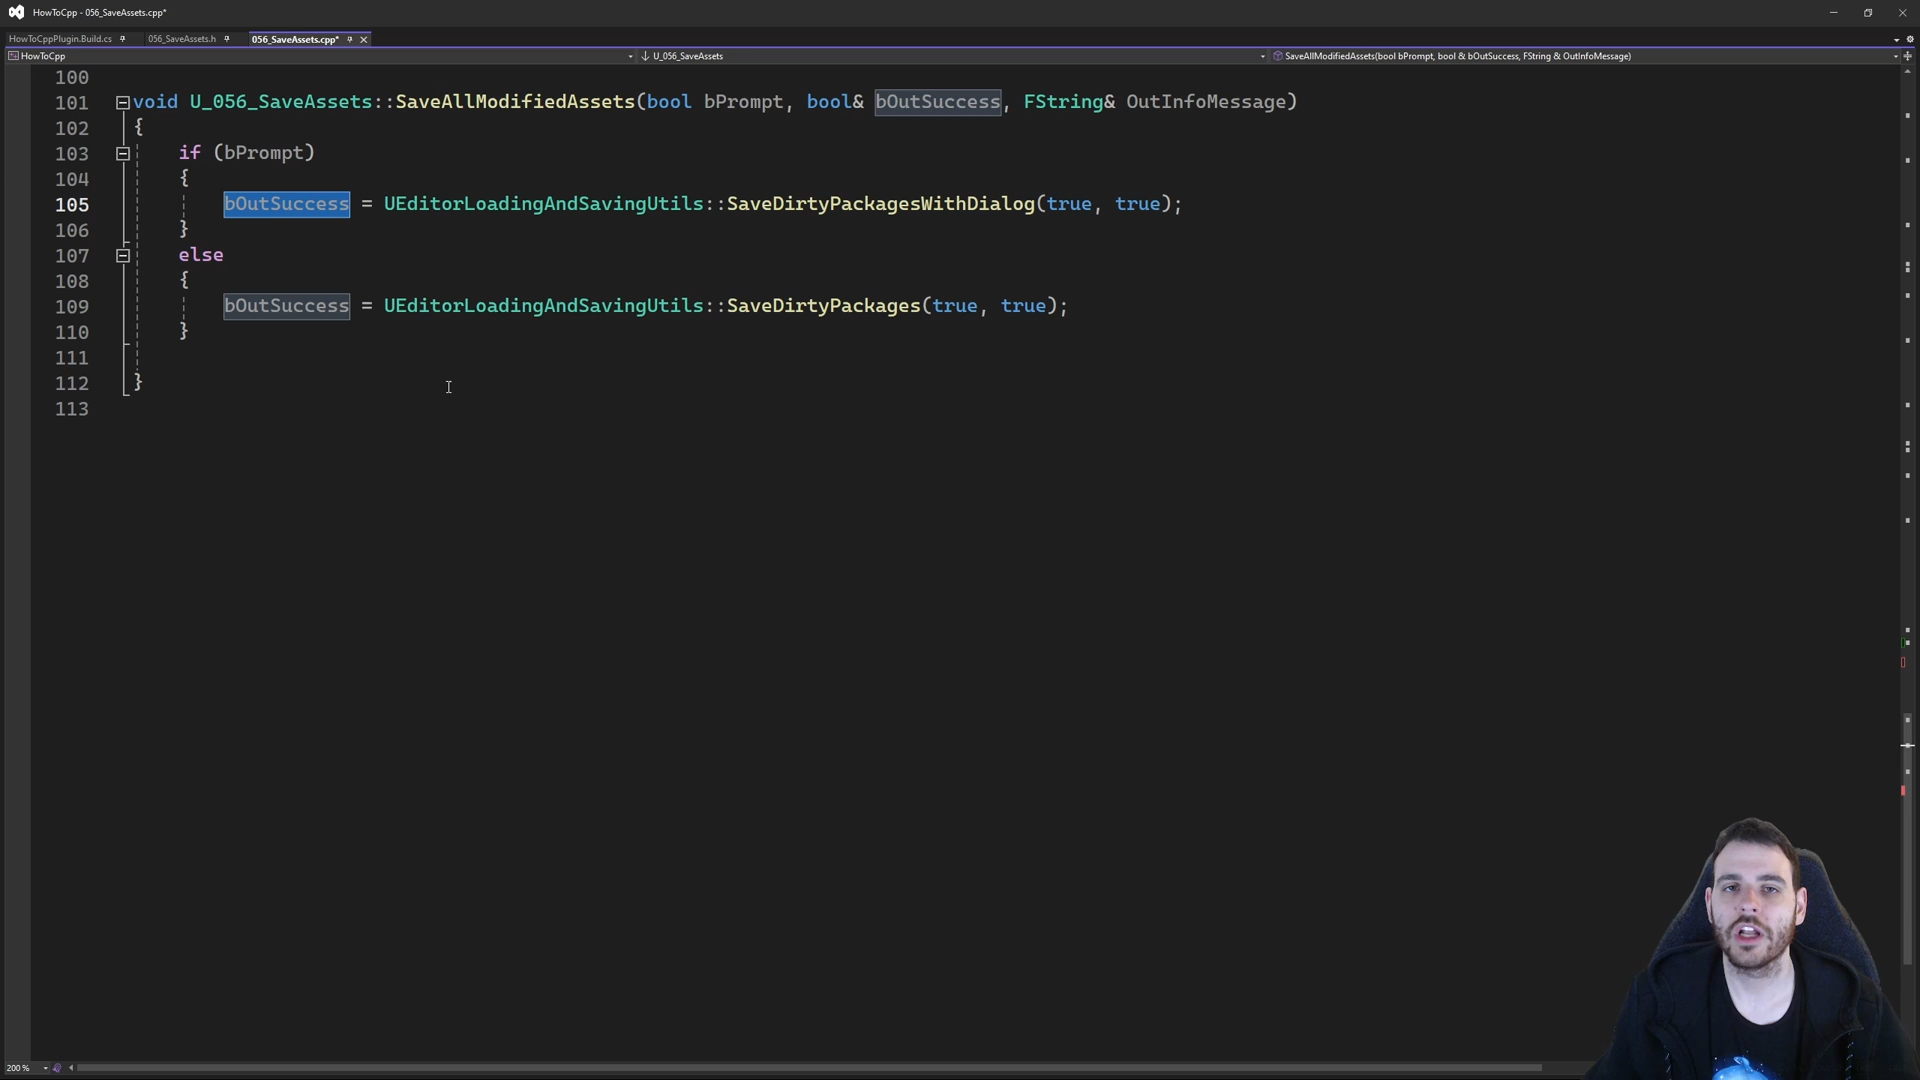 HowToCpp - 056_SaveAssets.cpp*
HowToCppPlugin.Build.cs 056_SaveAssets.h 056_SaveAssets.cpp*
HowToCpp U_056_SaveAssets SaveAllModifiedAssets(bool bPrompt, bool & bOutSuccess, FString & OutInfoMessage)
100
101 void U_056_SaveAssets::SaveAllModifiedAssets(bool bPrompt, bool& bOutSuccess, FString& OutInfoMessage)
102 {
103 if (bPrompt)
104 {
105 bOutSuccess = UEditorLoadingAndSavingUtils::SaveDirtyPackagesWithDialog(true, true);
106 }
107 else
108 {
109 bOutSuccess = UEditorLoadingAndSavingUtils::SaveDirtyPackages(true, true);
110 }
111
112 }
113
200 %